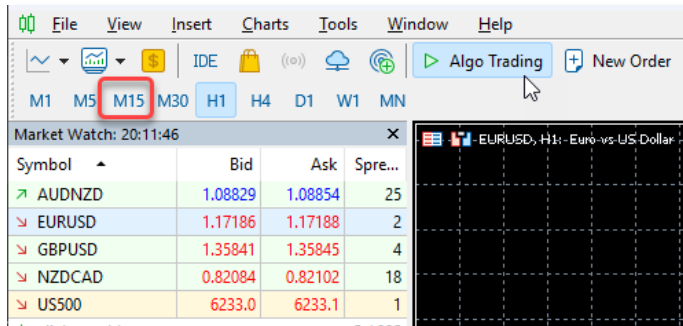 File View Insert Charts Tools Window Help
$ IDE Algo Trading New Order
M1 M5 M15 M30 H1 H4 D1 W1 MN
Market Watch: 20:11:46
EURUSD, H1: Euro vs US Dollar
Symbol Bid Ask Spre...
AUDNZD 1.08829 1.08854 25
EURUSD 1.17186 1.17188 2
GBPUSD 1.35841 1.35845 4
NZDCAD 0.82084 0.82102 18
US500 6233.0 6233.1 1